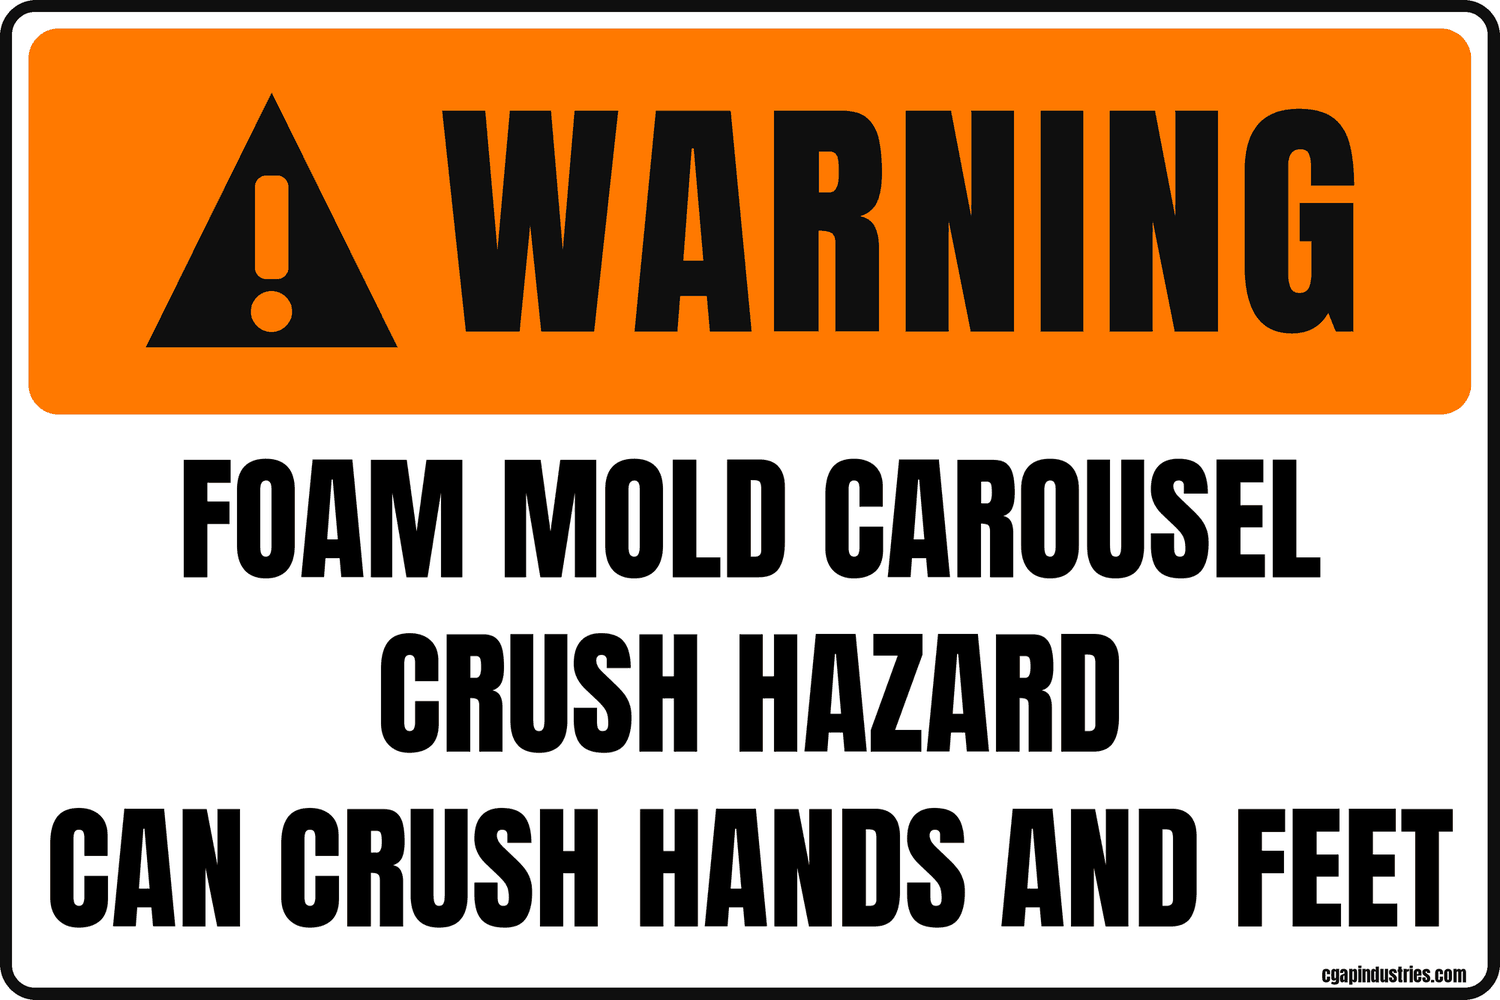 WARNING
FOAM MOLD CAROUSEL
CRUSH HAZARD
CAN CRUSH HANDS AND FEET
cgapindustries.com